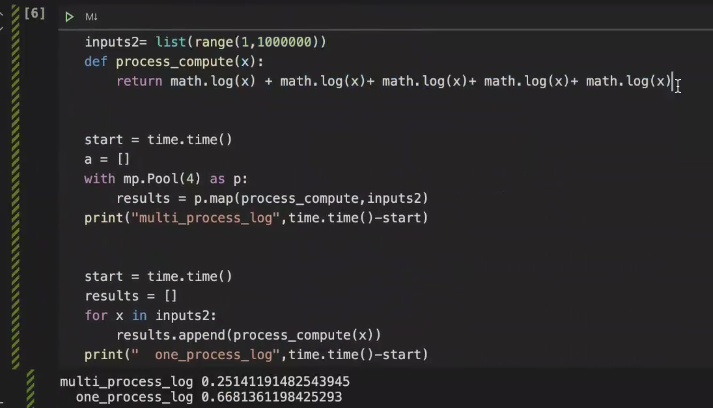 [6]
M↓
inputs2= list(range(1,1000000))
def process_compute(x):
    return math.log(x) + math.log(x)+ math.log(x)+ math.log(x)+ math.log(x)
start = time.time()
a = []
with mp.Pool(4) as p:
    results = p.map(process_compute,inputs2)
print("multi_process_log",time.time()-start)
start = time.time()
results = []
for x in inputs2:
    results.append(process_compute(x))
print("  one_process_log",time.time()-start)
multi_process_log 0.25141191482543945
  one_process_log 0.6681361198425293